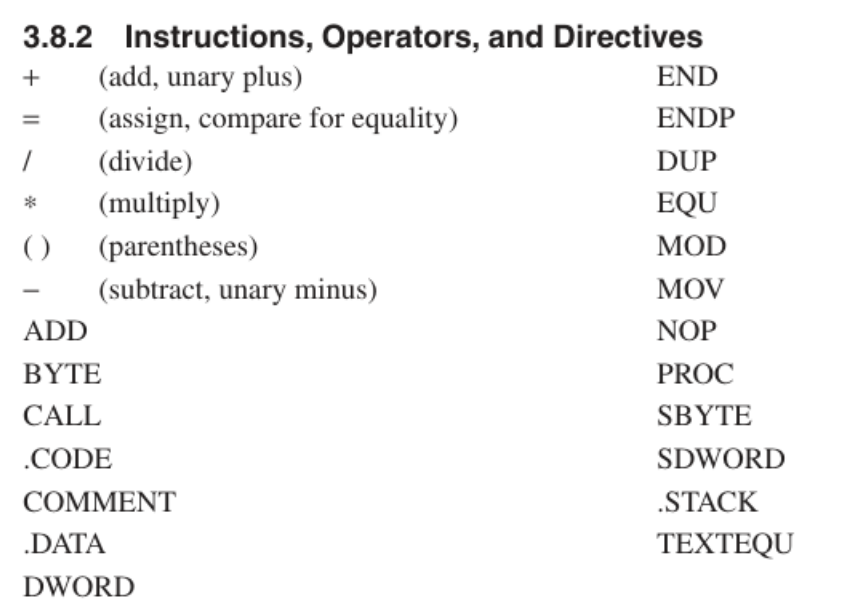 3.8.2 Instructions, Operators, and Directives
+ (add, unary plus)
= (assign, compare for equality)
/ (divide)
* (multiply)
( ) (parentheses)
− (subtract, unary minus)
ADD
BYTE
CALL
.CODE
COMMENT
.DATA
DWORD
END
ENDP
DUP
EQU
MOD
MOV
NOP
PROC
SBYTE
SDWORD
.STACK
TEXTEQU